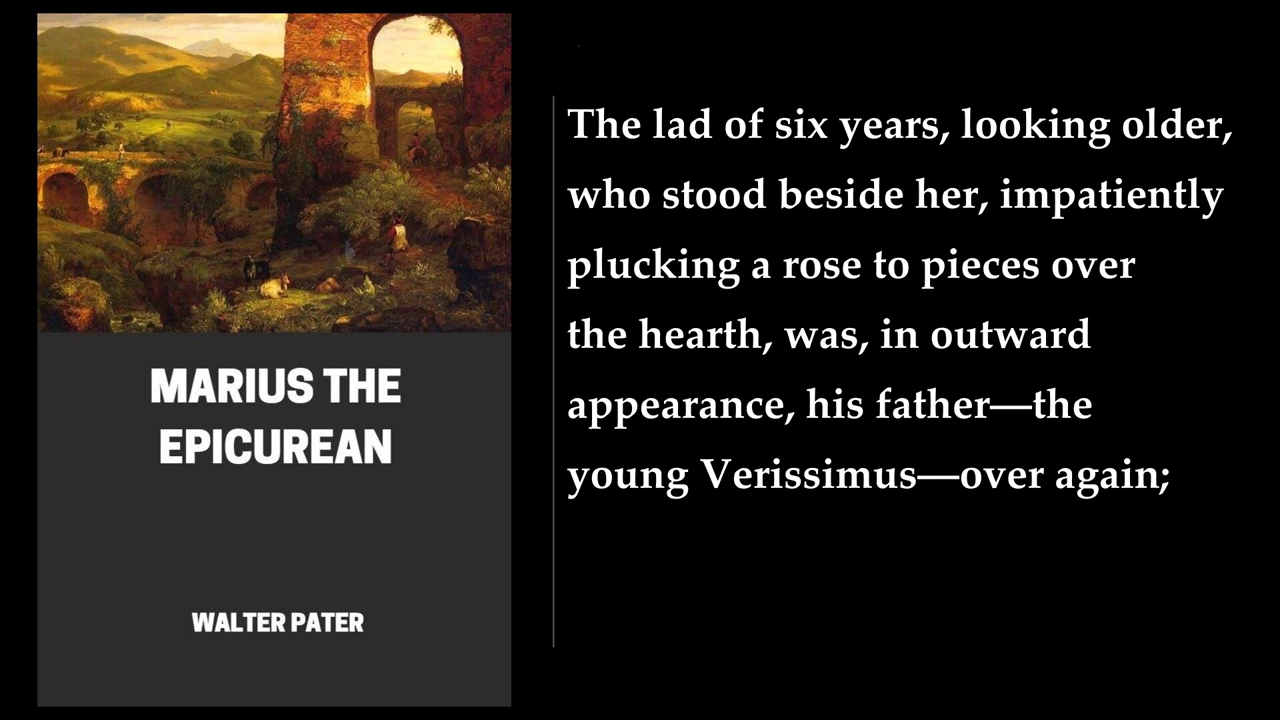 MARIUS THE
EPICUREAN
WALTER PATER
The lad of six years, looking older,
who stood beside her, impatiently
plucking a rose to pieces over
the hearth, was, in outward
appearance, his father—the
young Verissimus—over again;